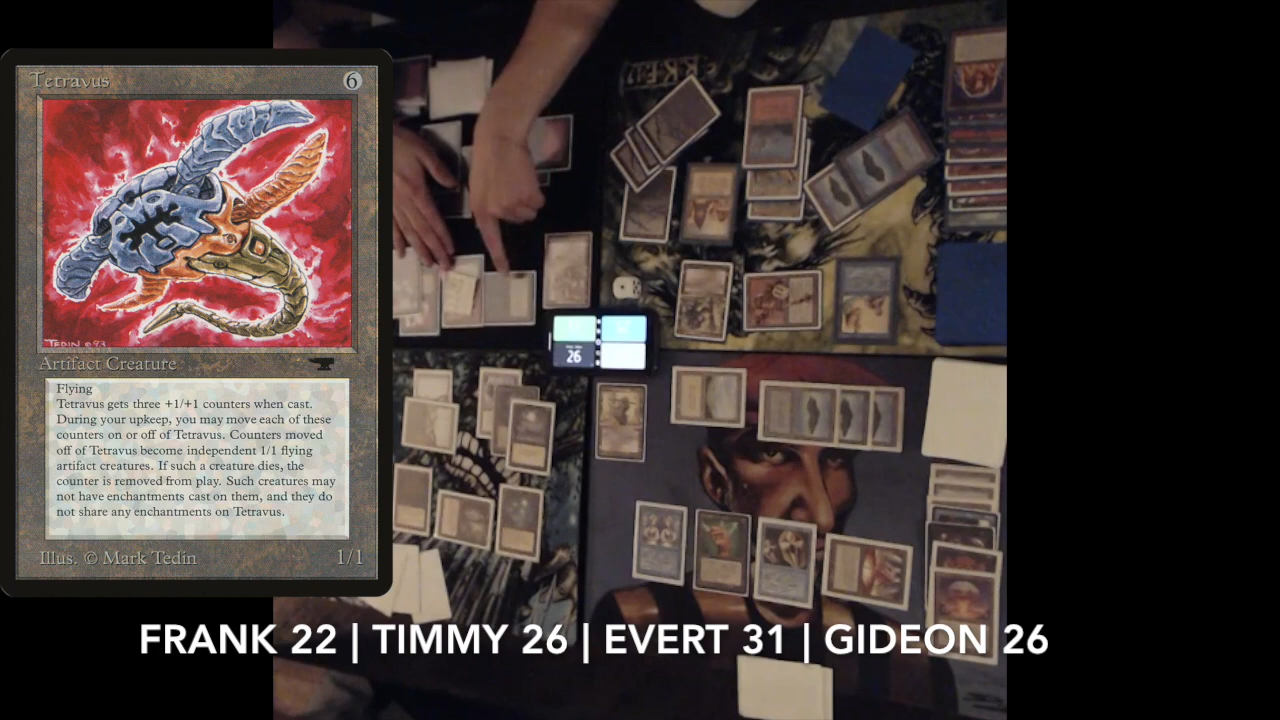 Tetravus 6
TEDIN ©93
Artifact Creature
Flying
Tetravus gets three +1/+1 counters when cast.
During your upkeep, you may move each of these
counters on or off of Tetravus. Counters moved
off of Tetravus become independent 1/1 flying
artifact creatures. If such a creature dies, the
counter is removed from play. Such creatures may
not have enchantments cast on them, and they do
not share any enchantments on Tetravus.
Illus. © Mark Tedin 1/1
26
FRANK 22 | TIMMY 26 | EVERT 31 | GIDEON 26